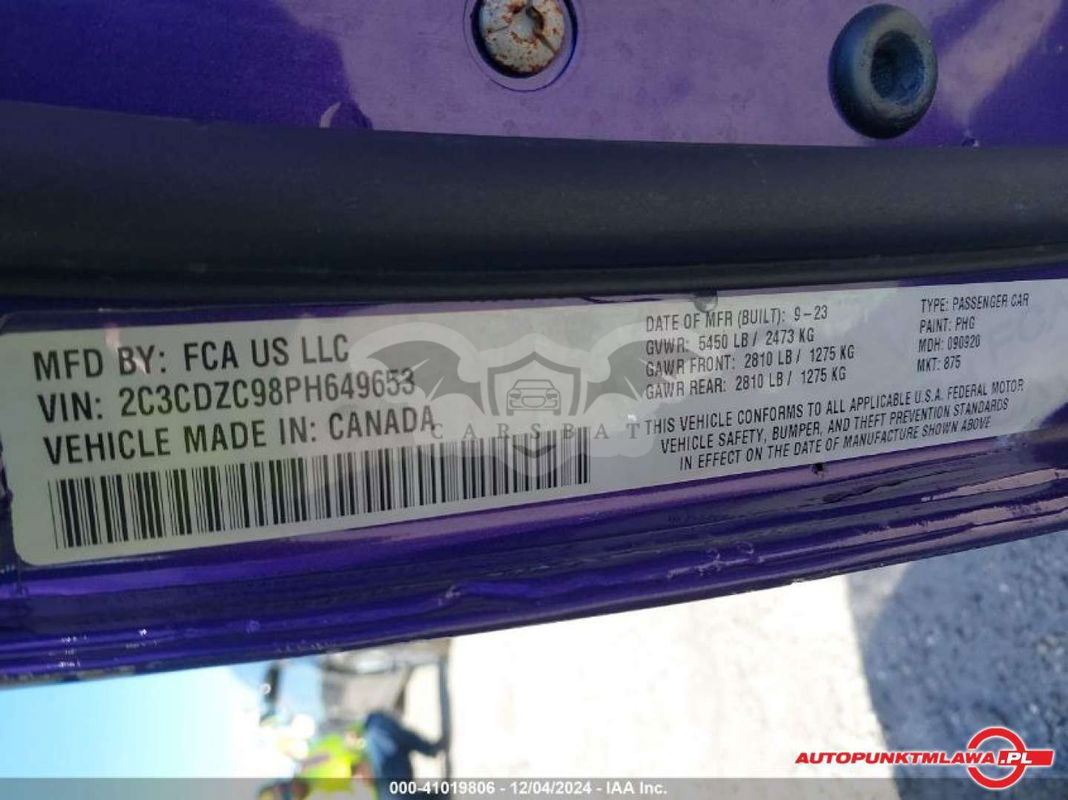 MFD BY: FCA US LLC
VIN: 2C3CDZC98PH649653
VEHICLE MADE IN: CANADA
DATE OF MFR (BUILT): 9-23
GVWR: 5450 LB / 2473 KG
GAWR FRONT: 2810 LB / 1275 KG
GAWR REAR: 2810 LB / 1275 KG
TYPE: PASSENGER CAR
PAINT: PHG
MDH: 090920
MKT: 875
THIS VEHICLE CONFORMS TO ALL APPLICABLE U.S.A. FEDERAL MOTOR
VEHICLE SAFETY, BUMPER, AND THEFT PREVENTION STANDARDS
IN EFFECT ON THE DATE OF MANUFACTURE SHOWN ABOVE
CARSBAT
AUTOPUNKTMLAWA.PL
000-41019806 - 12/04/2024 - IAA Inc.